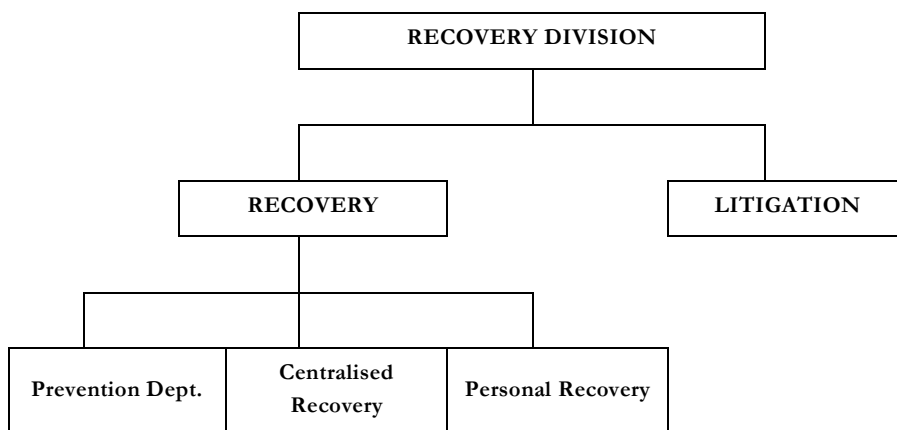 RECOVERY DIVISION
RECOVERY
LITIGATION
Prevention Dept.
Centralised
Recovery
Personal Recovery